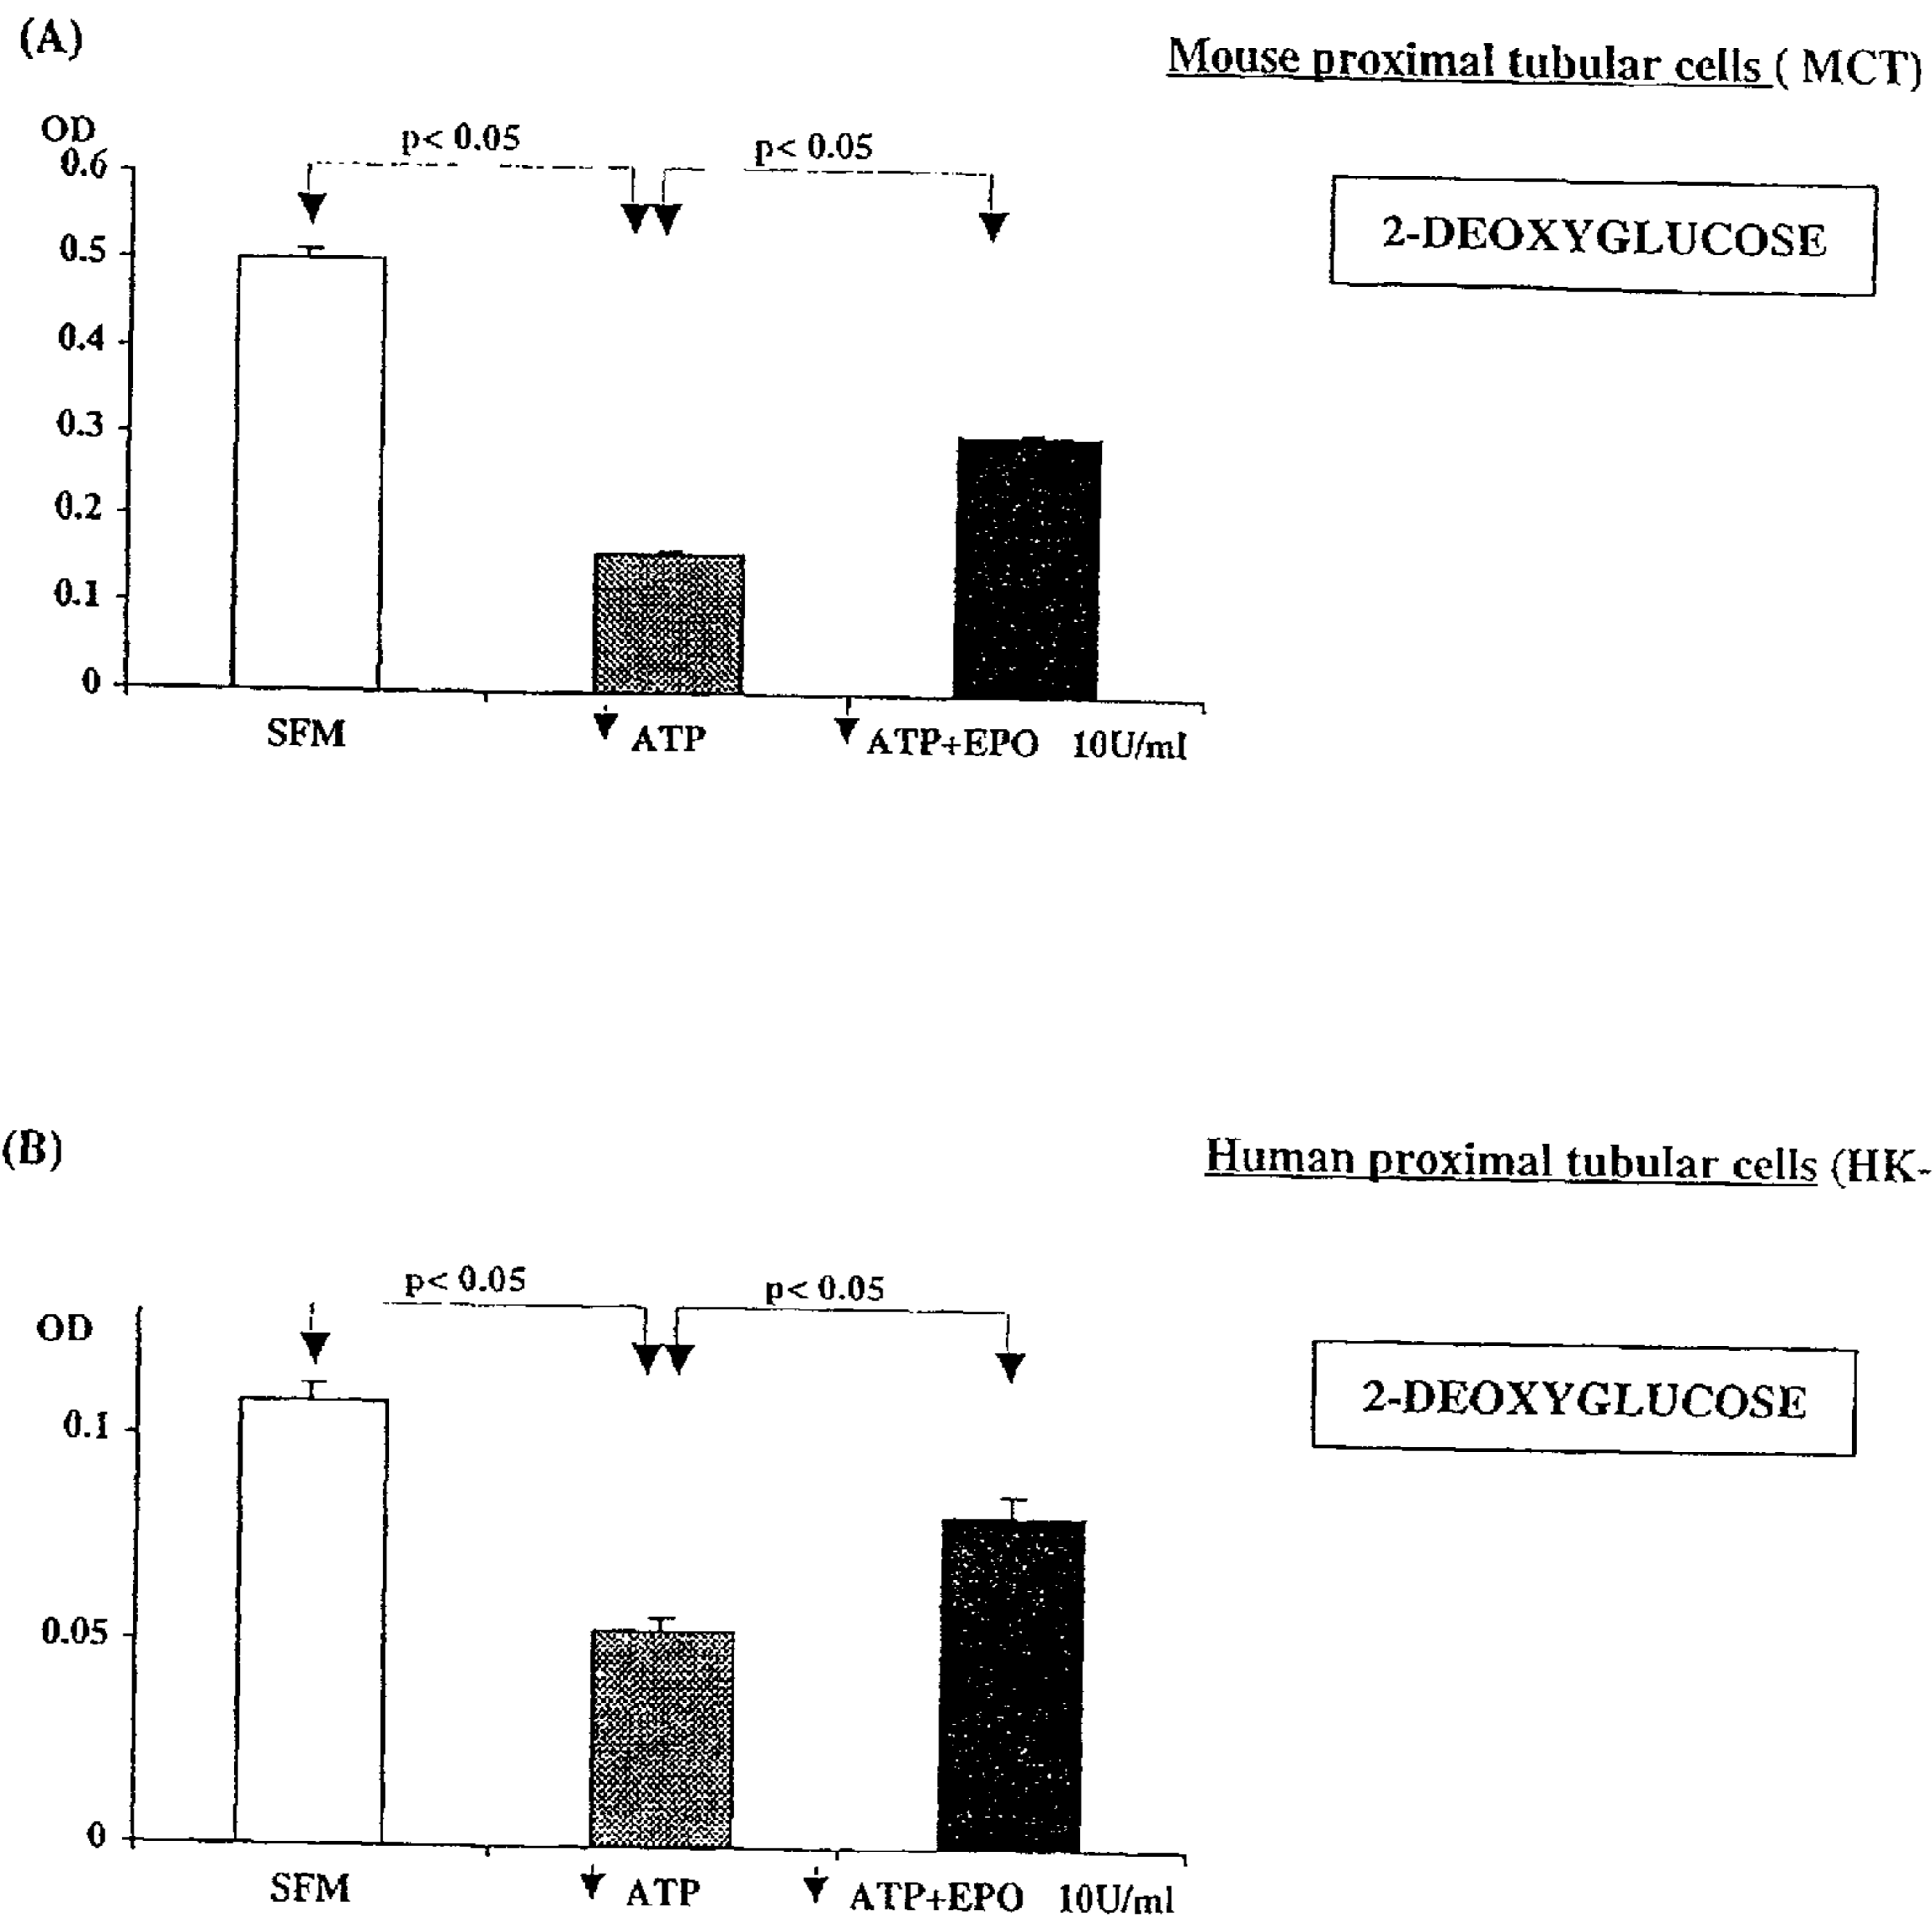 (A)
Mouse proximal tubular cells ( MCT)
OD
p< 0.05
p< 0.05
0.6
2-DEOXYGLUCOSE
0.5
0.4
0.3
0.2
0.1
0
SFM
ATP
ATP+EPO 10U/ml
(B)
Human proximal tubular cells (HK-
p< 0.05
p< 0.05
OD
2-DEOXYGLUCOSE
0.1
0.05
0
SFM
ATP
ATP+EPO 10U/ml